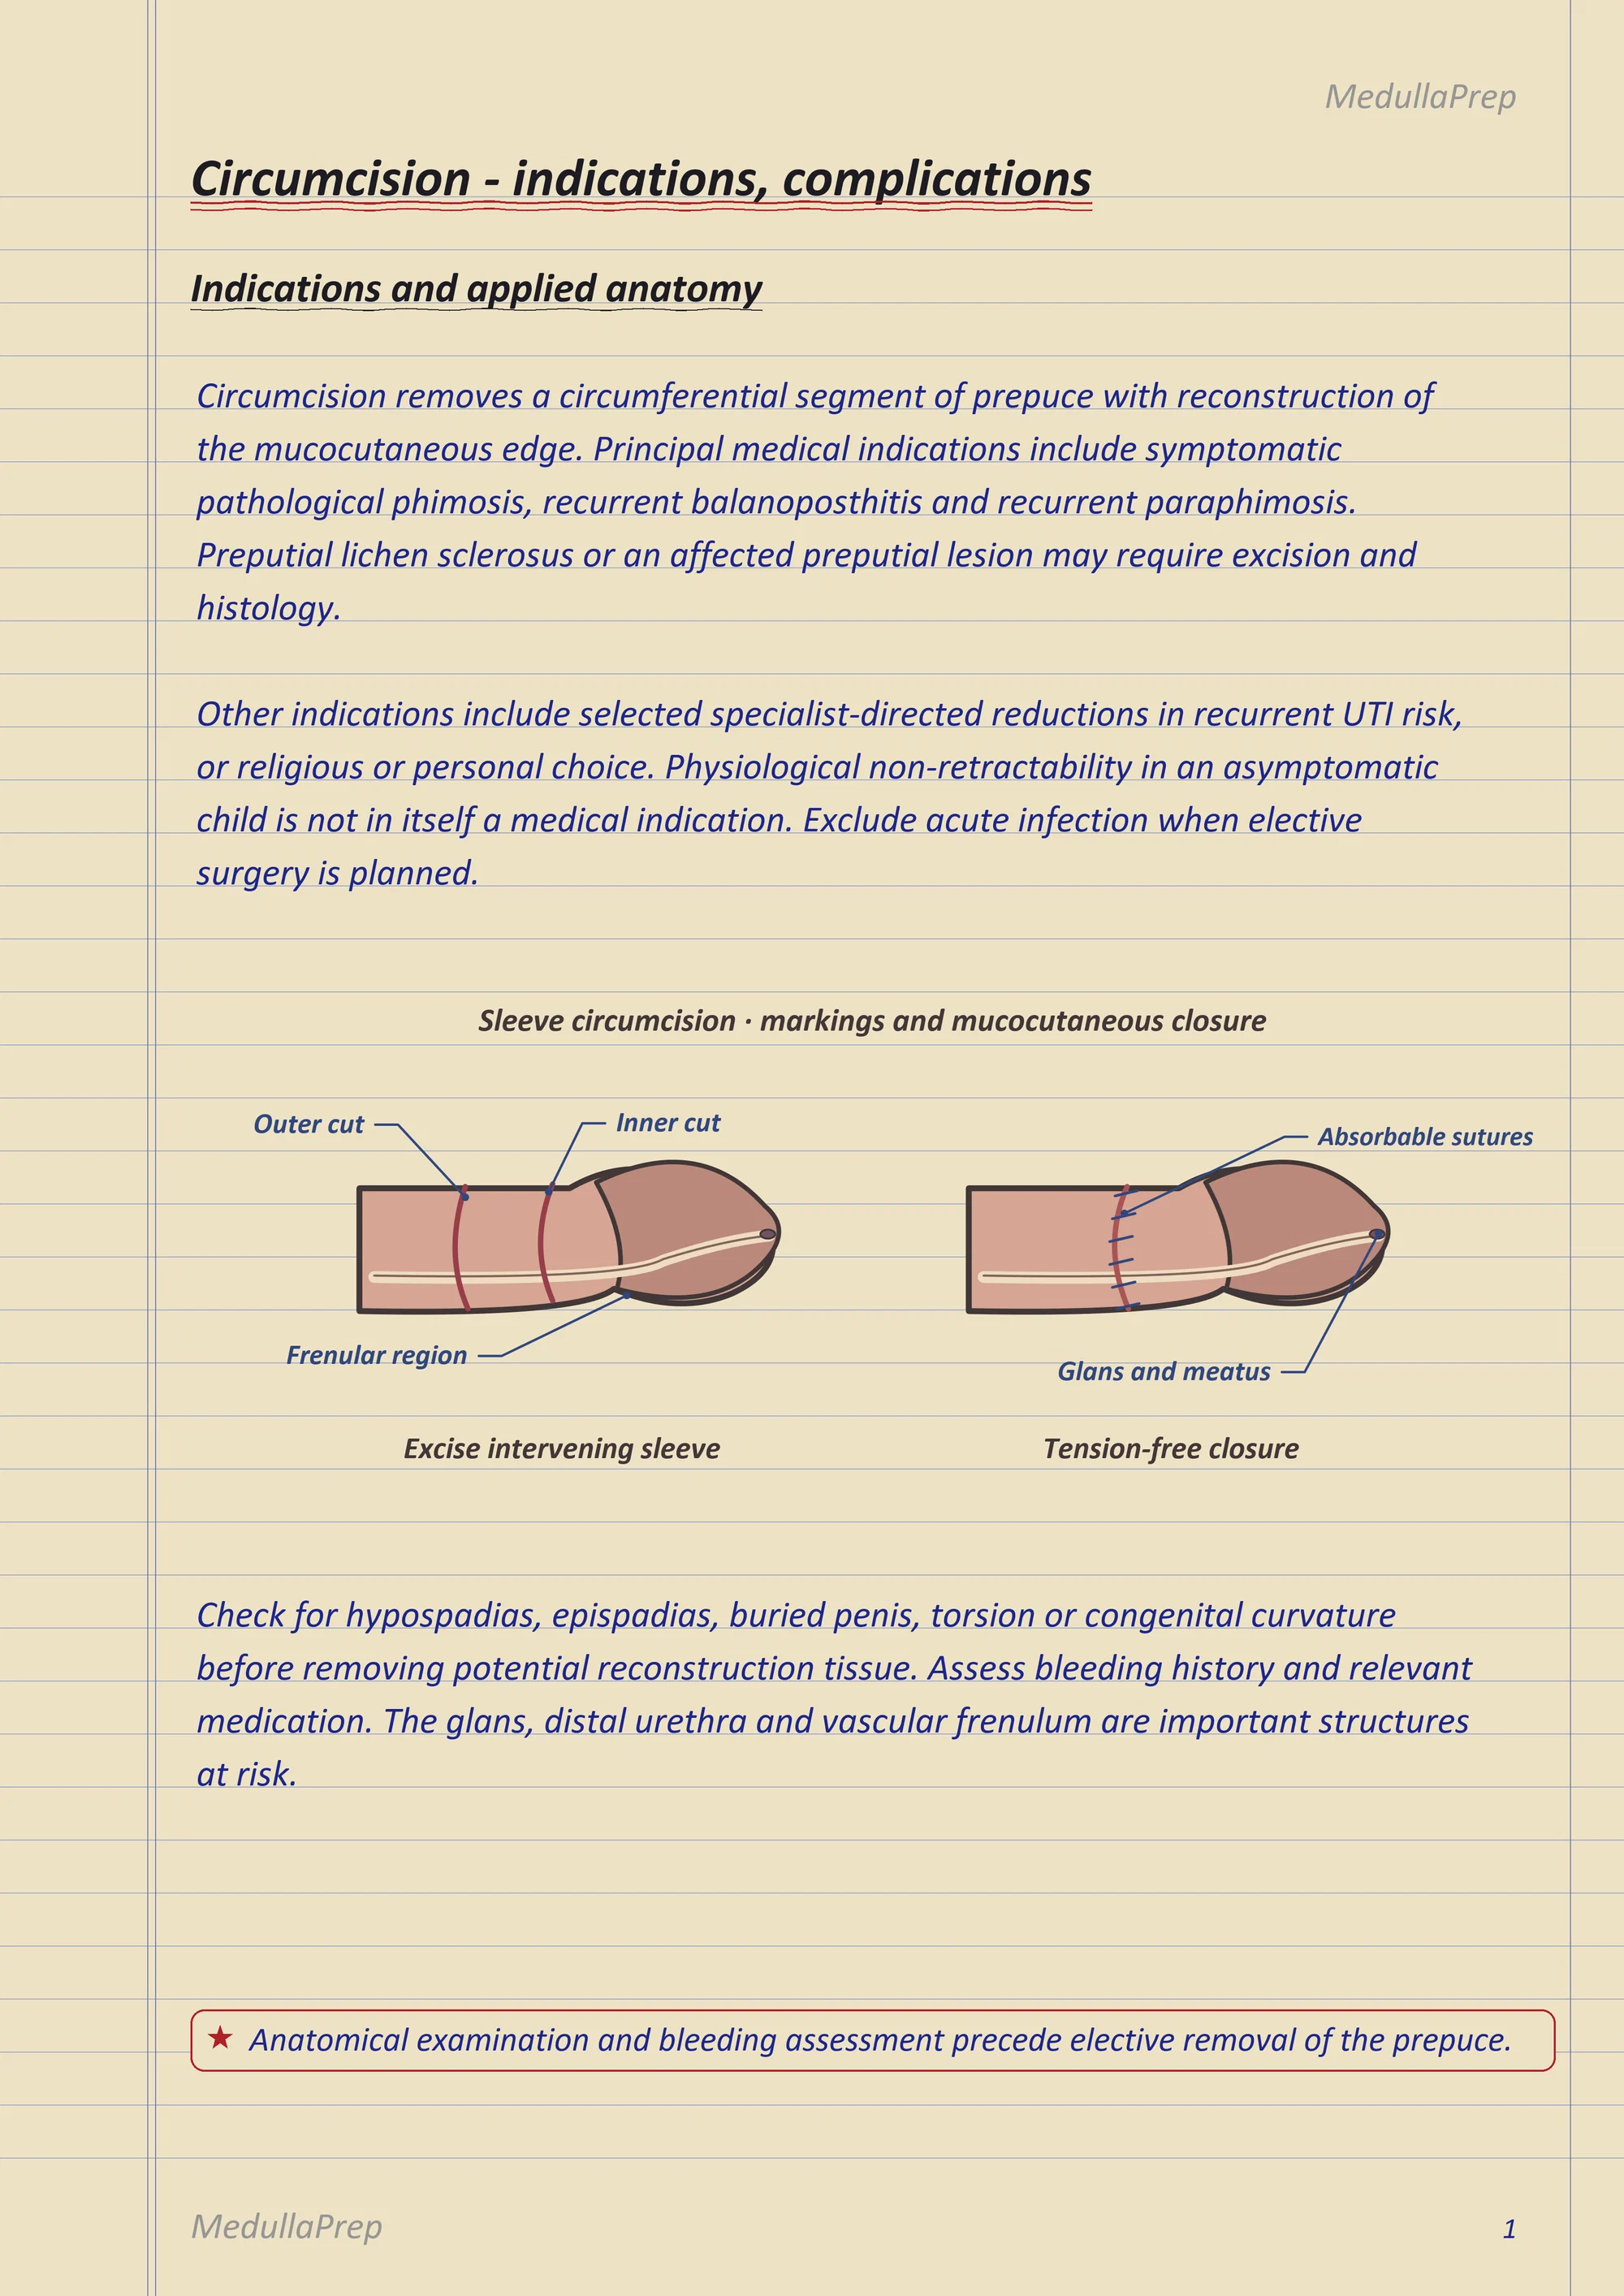 MedullaPrep
Circumcision - indications, complications
Indications and applied anatomy
Circumcision removes a circumferential segment of prepuce with reconstruction of
the mucocutaneous edge. Principal medical indications include symptomatic
pathological phimosis, recurrent balanoposthitis and recurrent paraphimosis.
Preputial lichen sclerosus or an affected preputial lesion may require excision and
histology.
Other indications include selected specialist-directed reductions in recurrent UTI risk,
or religious or personal choice. Physiological non-retractability in an asymptomatic
child is not in itself a medical indication. Exclude acute infection when elective
surgery is planned.
Sleeve circumcision · markings and mucocutaneous closure
Outer cut
Inner cut
Absorbable sutures
Frenular region
Glans and meatus
Excise intervening sleeve
Tension-free closure
Check for hypospadias, epispadias, buried penis, torsion or congenital curvature
before removing potential reconstruction tissue. Assess bleeding history and relevant
medication. The glans, distal urethra and vascular frenulum are important structures
at risk.
★ Anatomical examination and bleeding assessment precede elective removal of the prepuce.
MedullaPrep
1